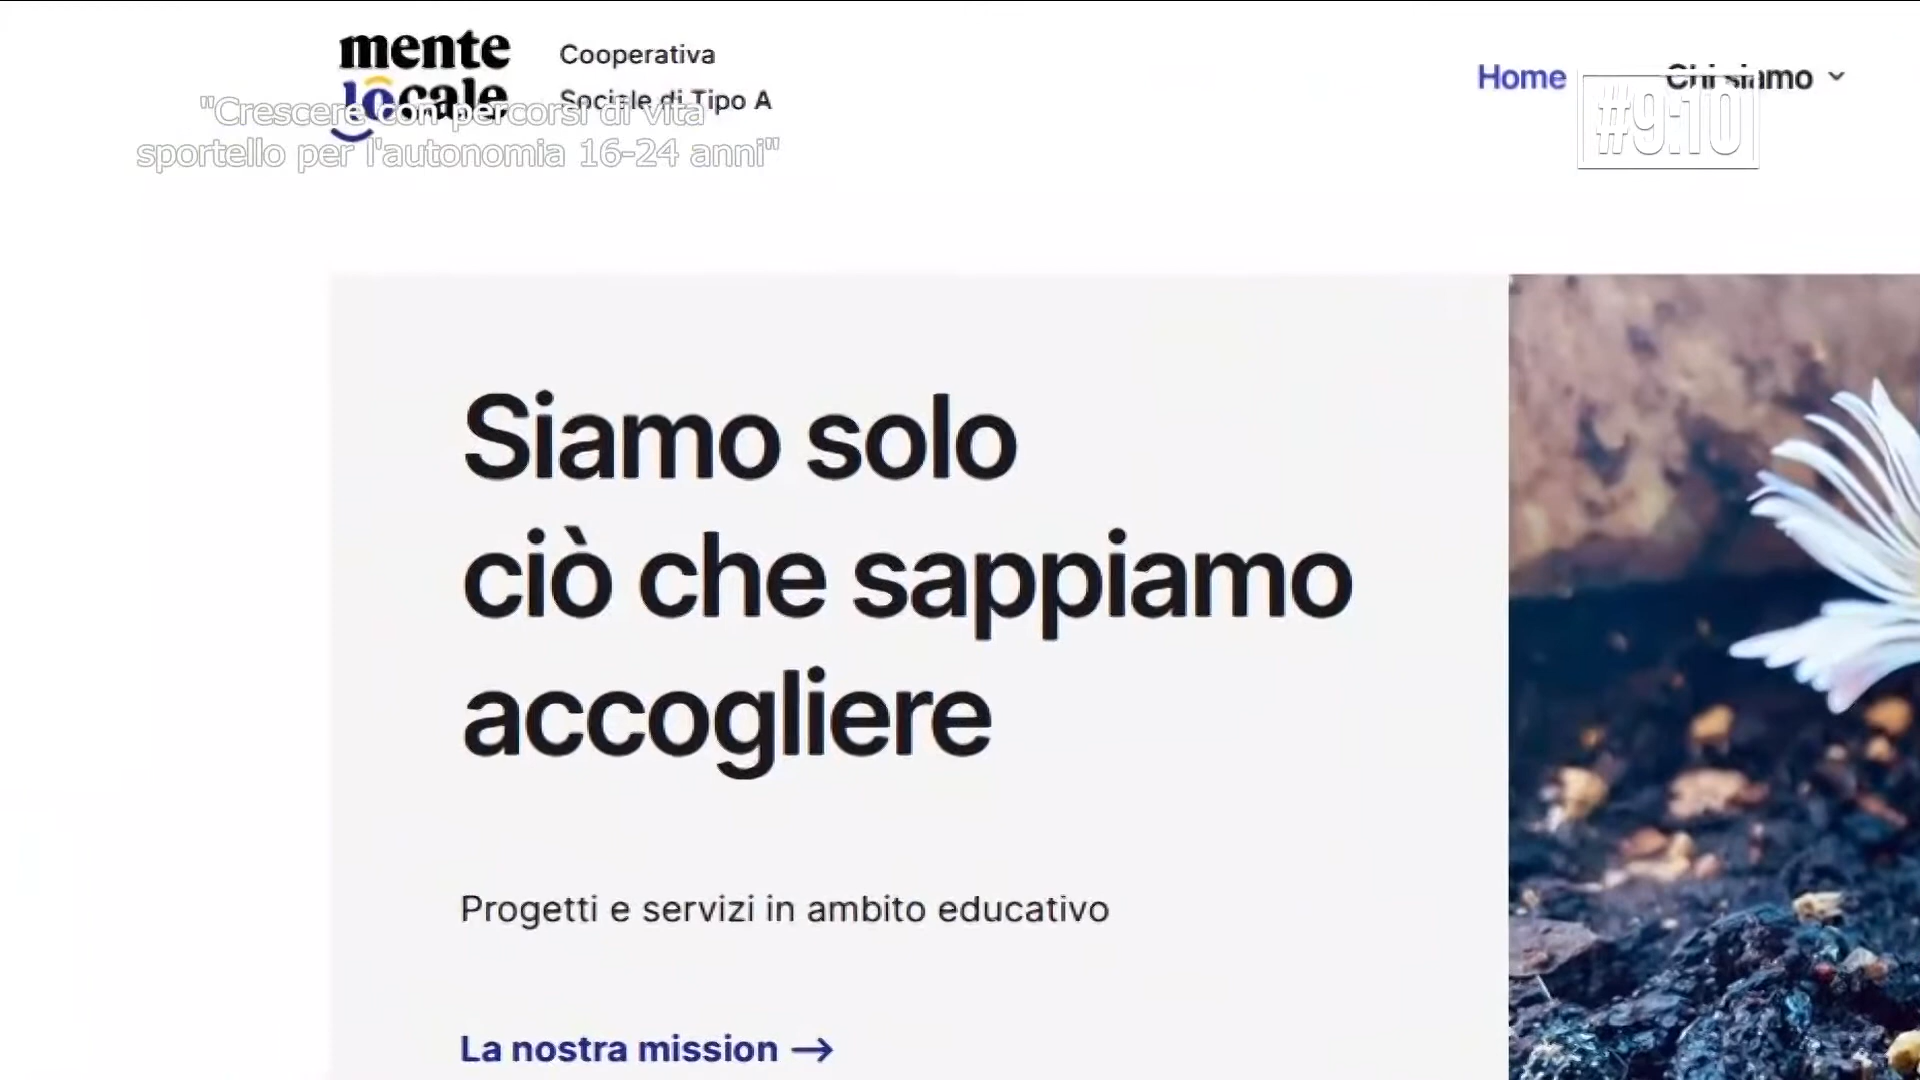 mente
locale
Cooperativa
Sociale di Tipo A
Home
Chi siamo
"Crescere con percorsi di vita
sportello per l'autonomia 16-24 anni"
#9:10
Siamo solo
ciò che sappiamo
accogliere
Progetti e servizi in ambito educativo
La nostra mission →